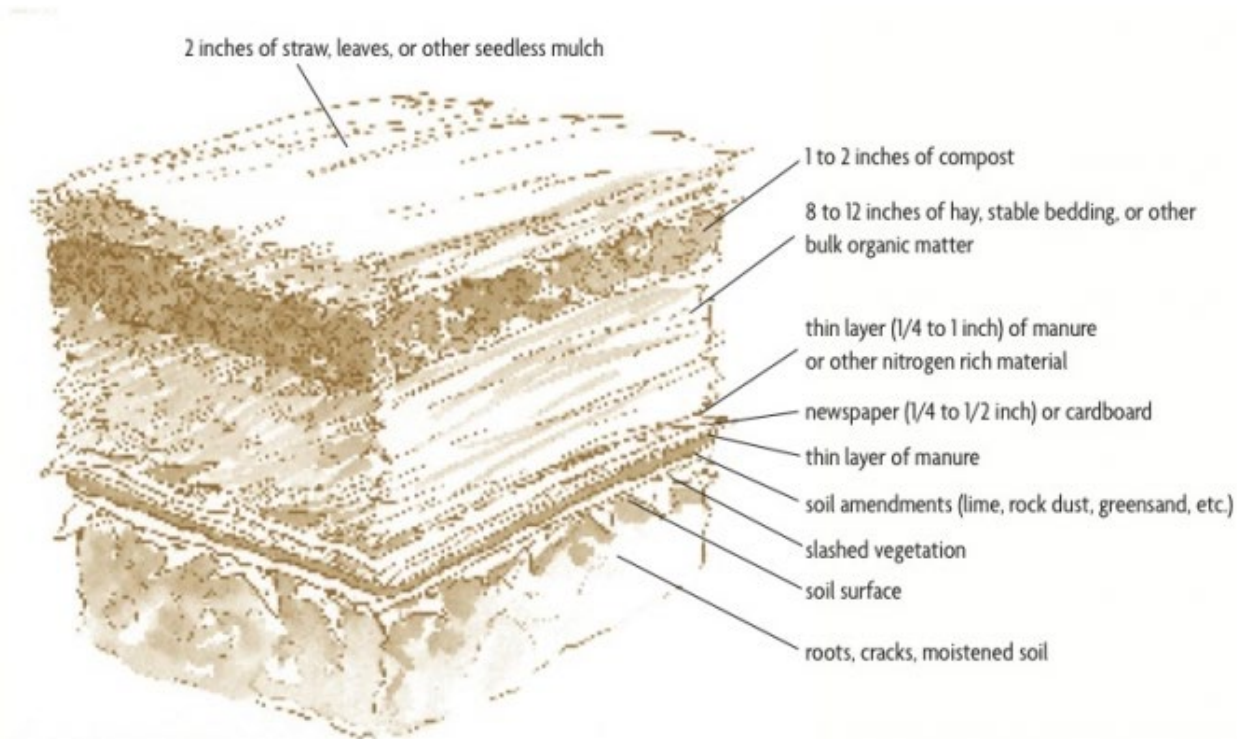 2 inches of straw, leaves, or other seedless mulch
1 to 2 inches of compost
8 to 12 inches of hay, stable bedding, or other
bulk organic matter
thin layer (1/4 to 1 inch) of manure
or other nitrogen rich material
newspaper (1/4 to 1/2 inch) or cardboard
thin layer of manure
soil amendments (lime, rock dust, greensand, etc.)
slashed vegetation
soil surface
roots, cracks, moistened soil